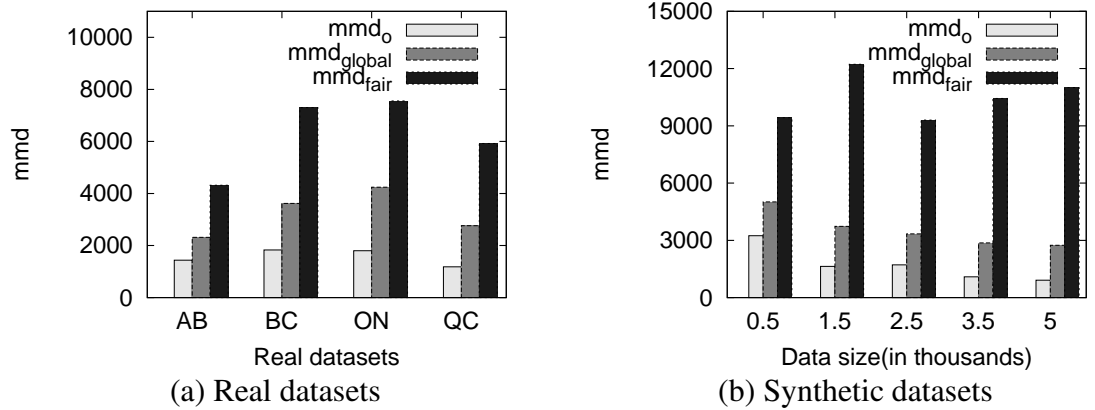 mmd
10000
8000
6000
4000
2000
0
mmd_o
mmd_global
mmd_fair
AB BC ON QC
Real datasets
(a) Real datasets
mmd
15000
12000
9000
6000
3000
0
mmd_o
mmd_global
mmd_fair
0.5 1.5 2.5 3.5 5
Data size(in thousands)
(b) Synthetic datasets